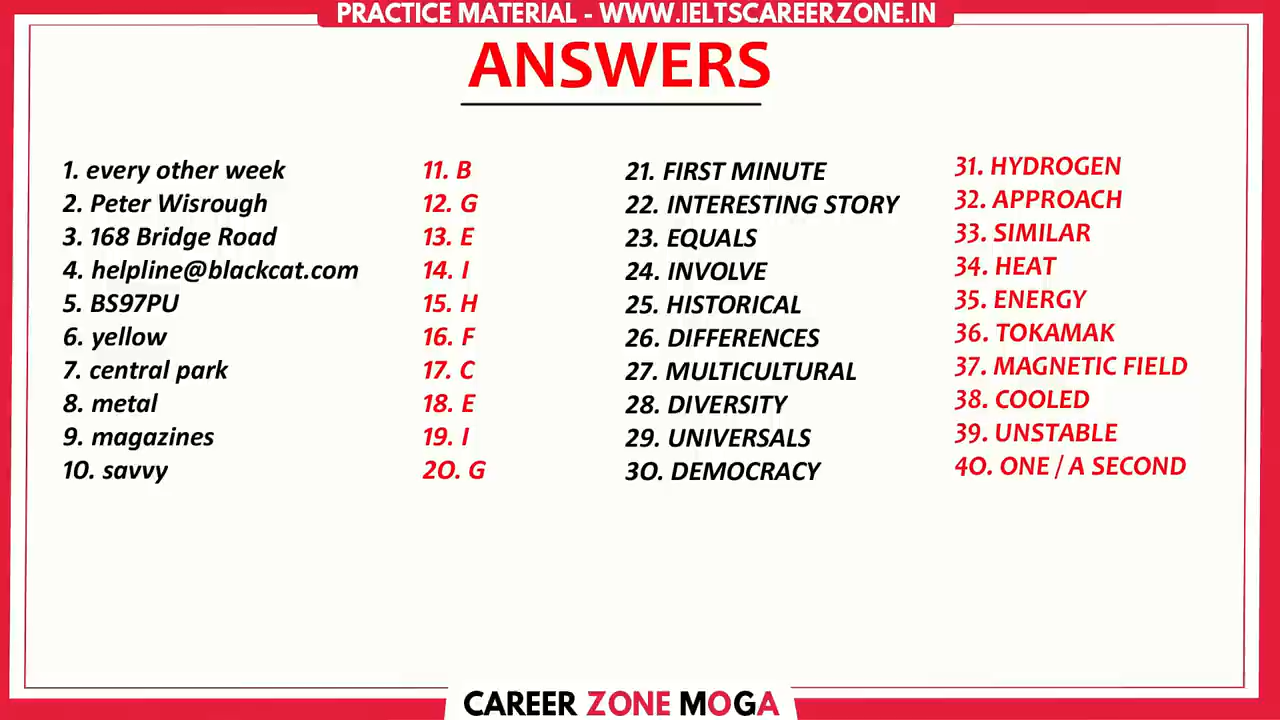 PRACTICE MATERIAL - WWW.IELTSCAREERZONE.IN
ANSWERS
1. every other week
2. Peter Wisrough
3. 168 Bridge Road
4. helpline@blackcat.com
5. BS97PU
6. yellow
7. central park
8. metal
9. magazines
10. savvy
11. B
12. G
13. E
14. I
15. H
16. F
17. C
18. E
19. I
20. G
21. FIRST MINUTE
22. INTERESTING STORY
23. EQUALS
24. INVOLVE
25. HISTORICAL
26. DIFFERENCES
27. MULTICULTURAL
28. DIVERSITY
29. UNIVERSALS
30. DEMOCRACY
31. HYDROGEN
32. APPROACH
33. SIMILAR
34. HEAT
35. ENERGY
36. TOKAMAK
37. MAGNETIC FIELD
38. COOLED
39. UNSTABLE
40. ONE / A SECOND
CAREER ZONE MOGA